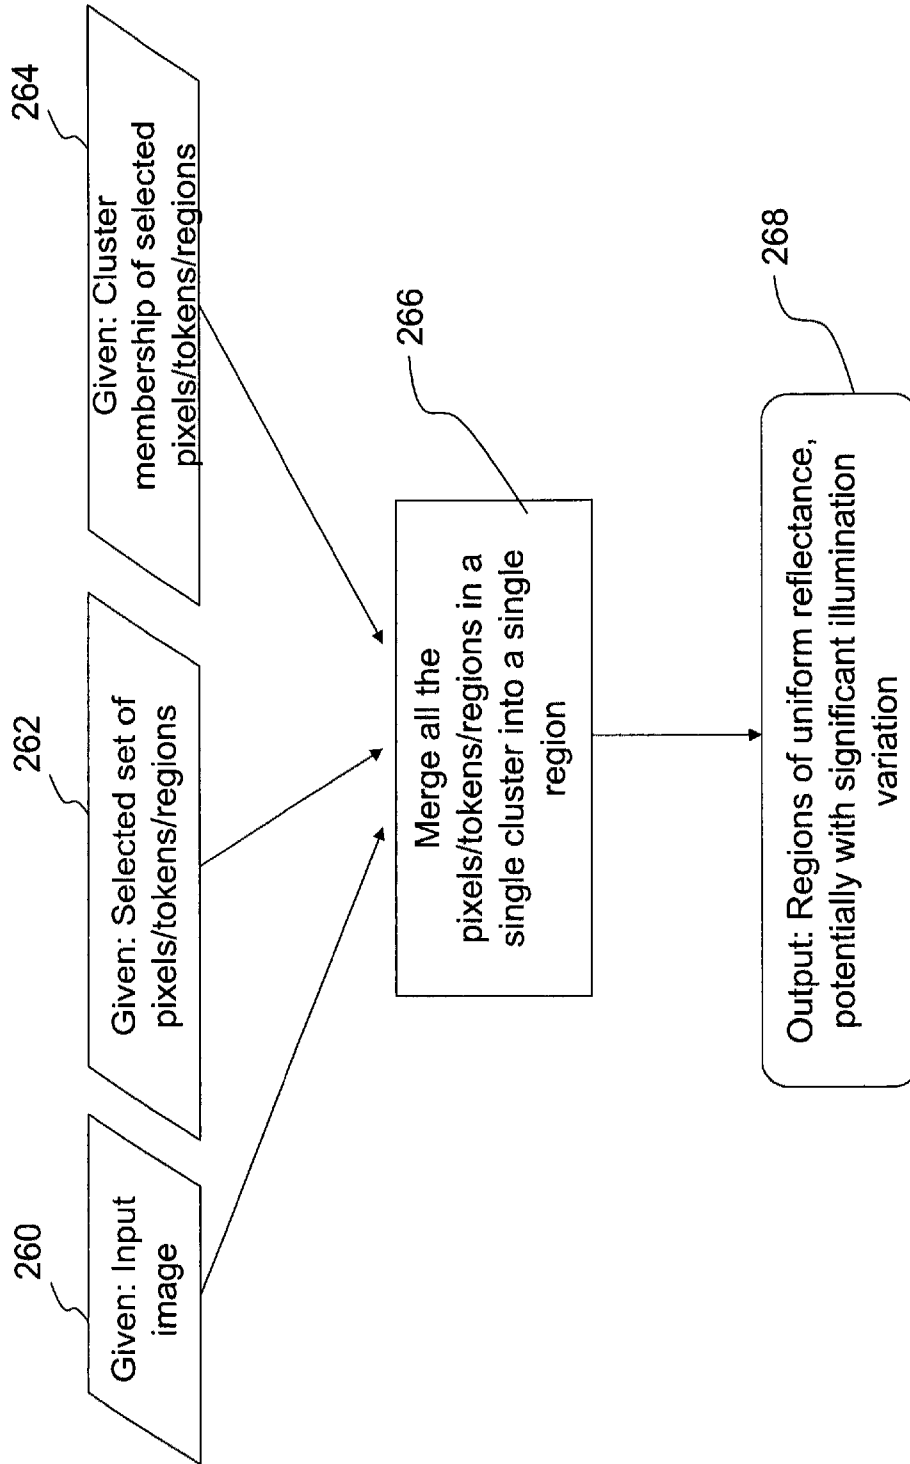 260
Given: Input
image
262
Given: Selected set of
pixels/tokens/regions
264
Given: Cluster
membership of selected
pixels/tokens/regions
266
Merge all the
pixels/tokens/regions in a
single cluster into a single
region
268
Output: Regions of uniform reflectance,
potentially with significant illumination
variation